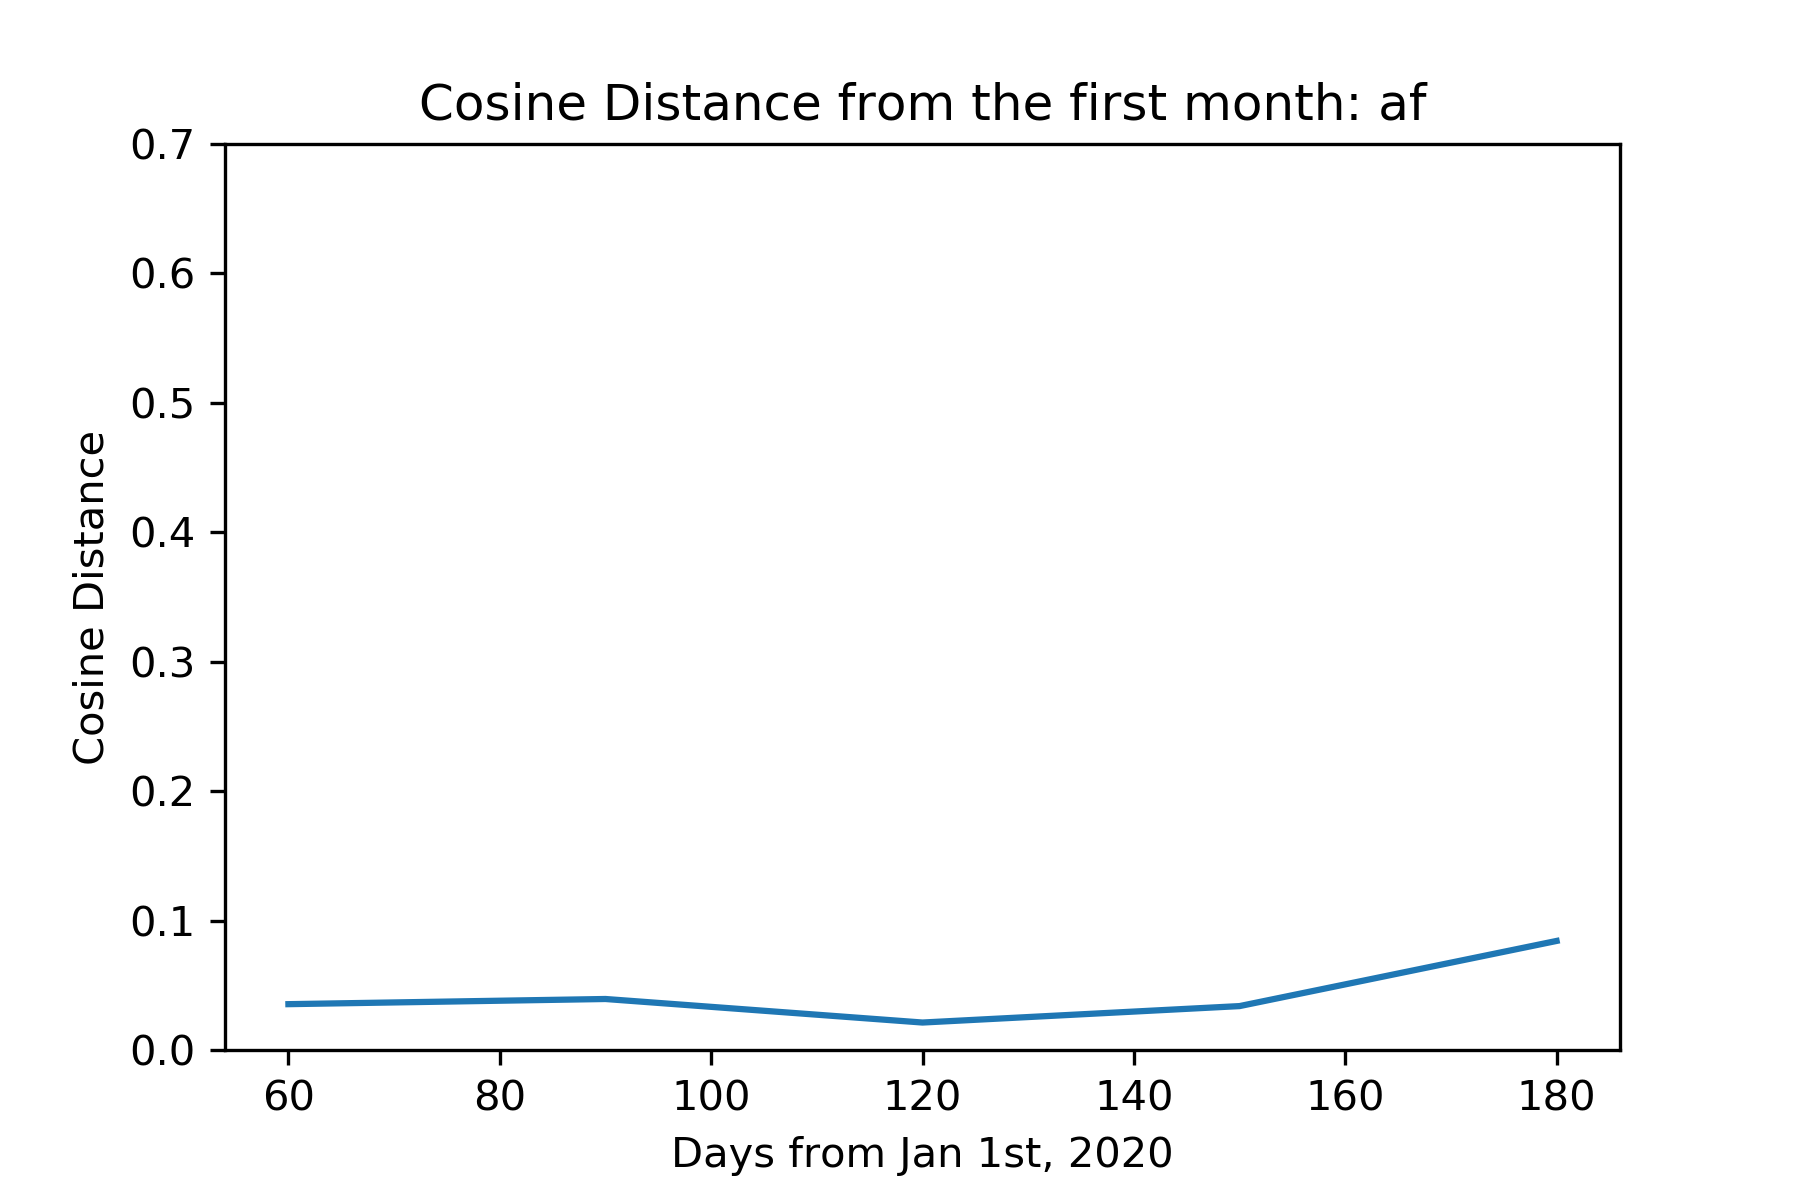 Cosine Distance from the first month: af
0.7
0.6
0.5
0.4
0.3
0.2
0.1
0.0
Cosine Distance
60 80 100 120 140 160 180
Days from Jan 1st, 2020